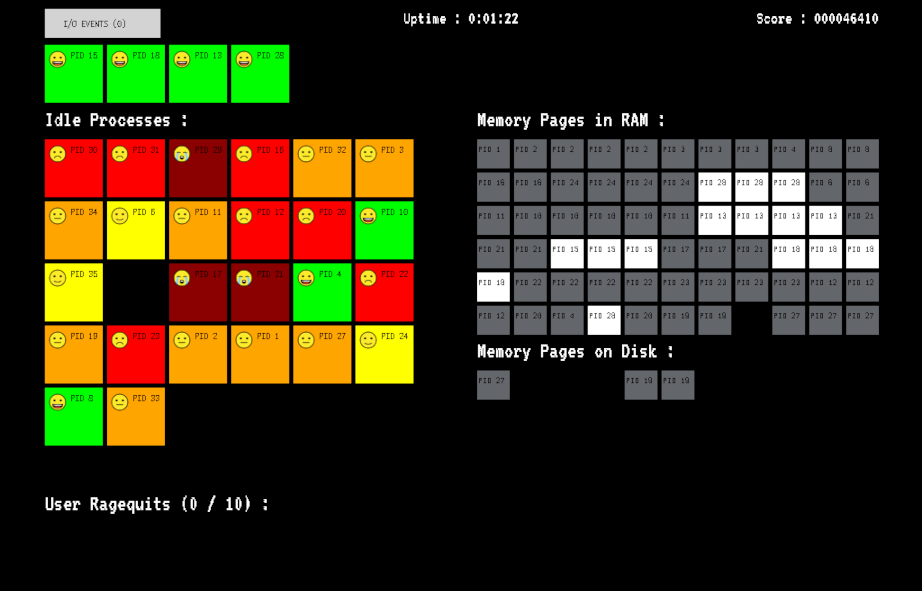 I/O EVENTS (0)
Uptime : 0:01:22
Score : 000046410
PID 15 PID 18 PID 13 PID 28
Idle Processes :
PID 30 PID 31 PID 16 PID 32 PID 3
PID 34 PID 6 PID 11 PID 12 PID 20 PID 10
PID 35 PID 17 PID 21 PID 4 PID 22
PID 19 PID 23 PID 2 PID 1 PID 27 PID 24
PID 8 PID 33
Memory Pages in RAM :
PID 1 PID 2 PID 2 PID 2 PID 2 PID 3 PID 3 PID 3 PID 4 PID 8 PID 8
PID 16 PID 16 PID 24 PID 24 PID 24 PID 24 PID 28 PID 28 PID 28 PID 6 PID 6
PID 11 PID 10 PID 10 PID 10 PID 10 PID 11 PID 13 PID 13 PID 13 PID 13 PID 21
PID 21 PID 21 PID 15 PID 15 PID 15 PID 17 PID 17 PID 21 PID 18 PID 18 PID 18
PID 18 PID 22 PID 22 PID 22 PID 22 PID 23 PID 23 PID 23 PID 23 PID 12 PID 12
PID 12 PID 20 PID 4 PID 28 PID 20 PID 19 PID 19 PID 27 PID 27 PID 27
Memory Pages on Disk :
PID 27 PID 19 PID 19
User Ragequits (0 / 10) :